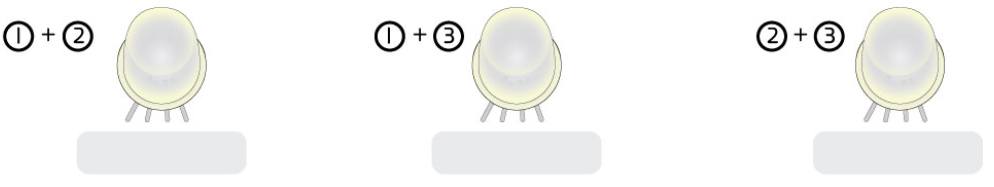 ① + ② ① + ③ ② + ③